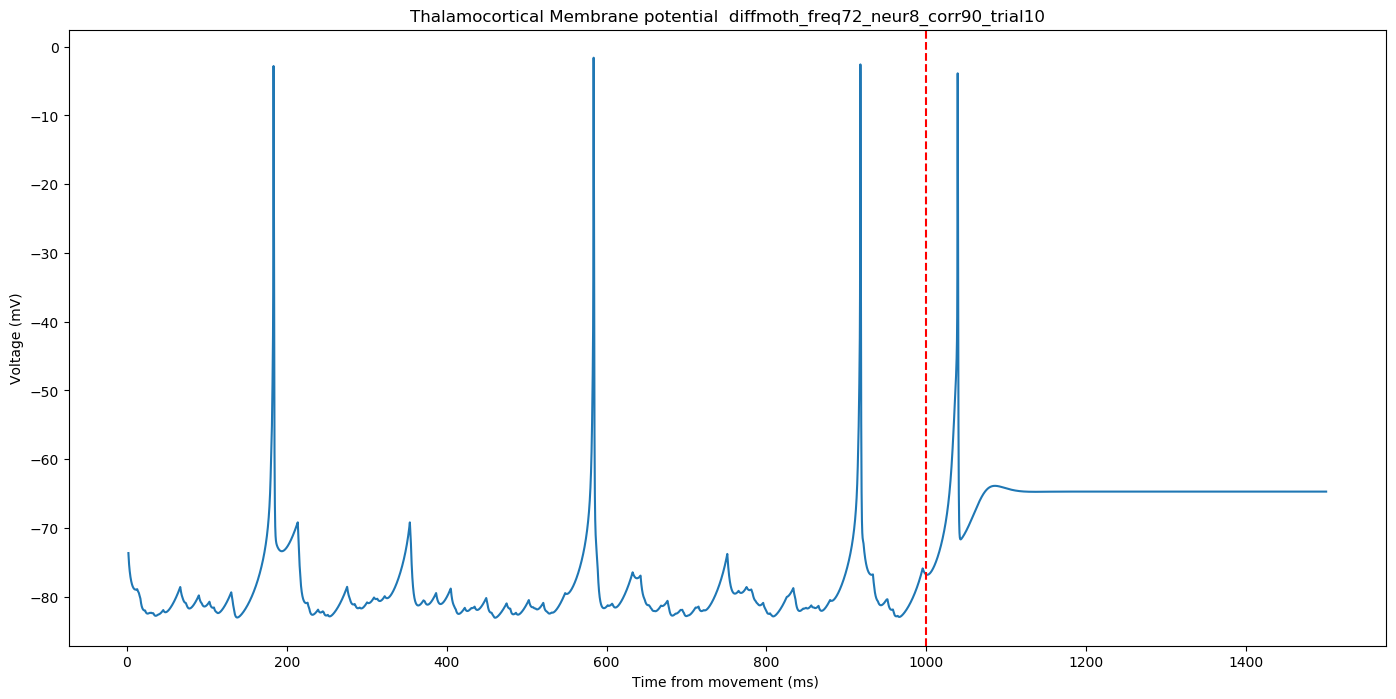 Thalamocortical Membrane potential  diffmoth_freq72_neur8_corr90_trial10
0
−10
−20
−30
−40
−50
−60
−70
−80
Voltage (mV)
0 200 400 600 800 1000 1200 1400
Time from movement (ms)